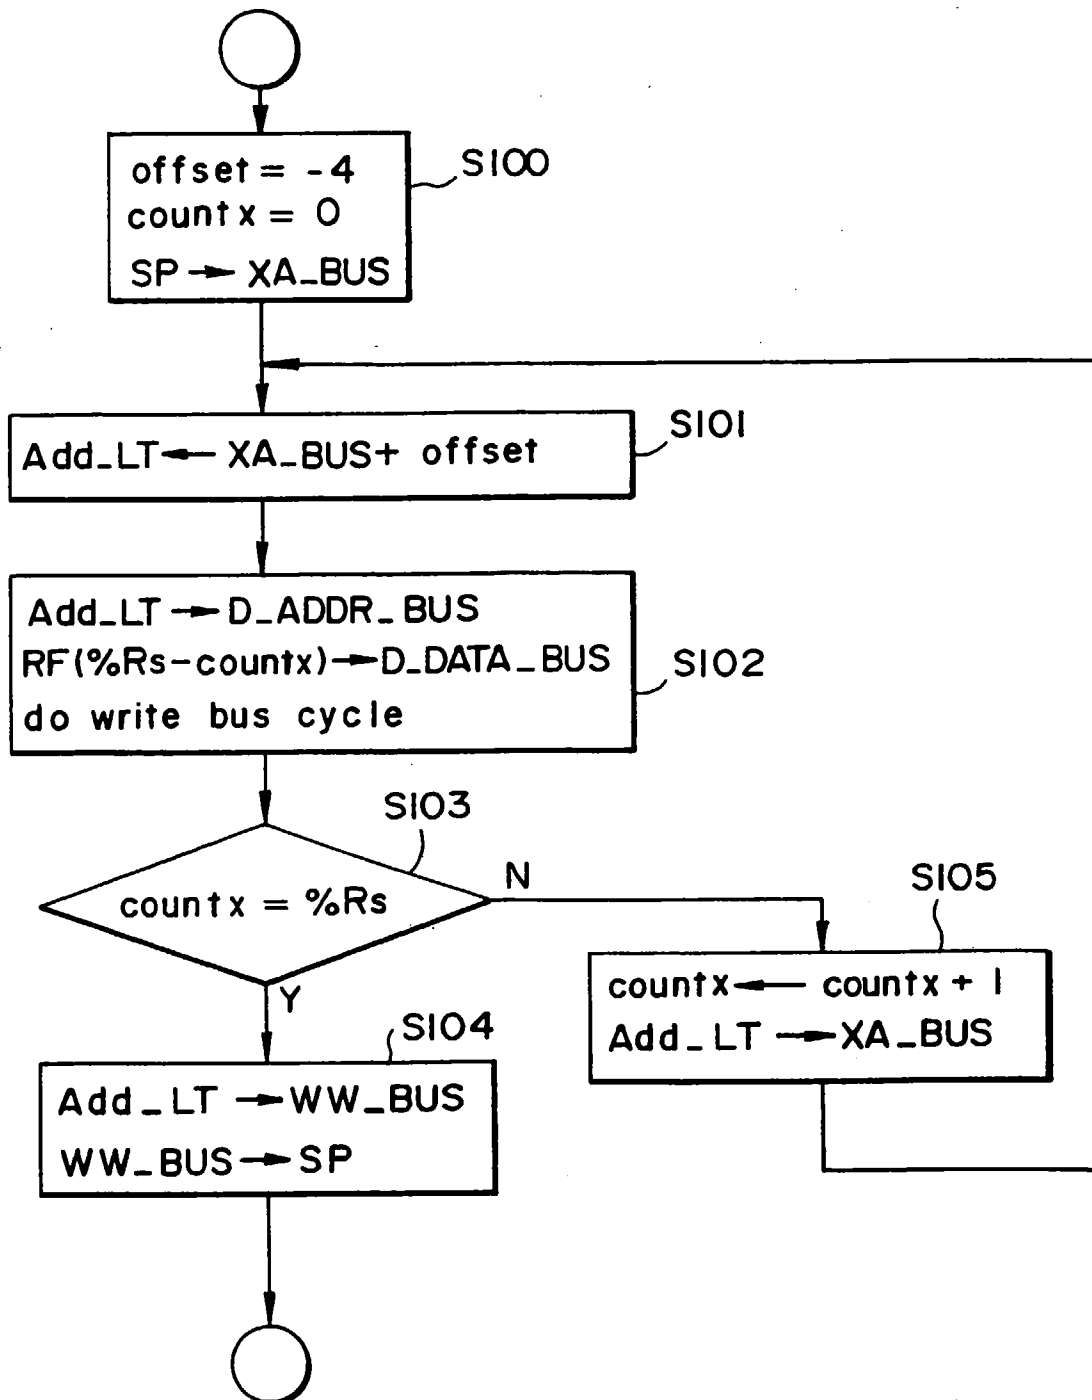 offset = -4
countx = 0
SP → XA_BUS
S100
Add_LT ← XA_BUS+ offset
S101
Add_LT → D_ADDR_BUS
RF(%Rs-countx) → D_DATA_BUS
do write bus cycle
S102
S103
countx = %Rs
N
Y
S105
countx ← countx + 1
Add_LT → XA_BUS
S104
Add_LT → WW_BUS
WW_BUS → SP